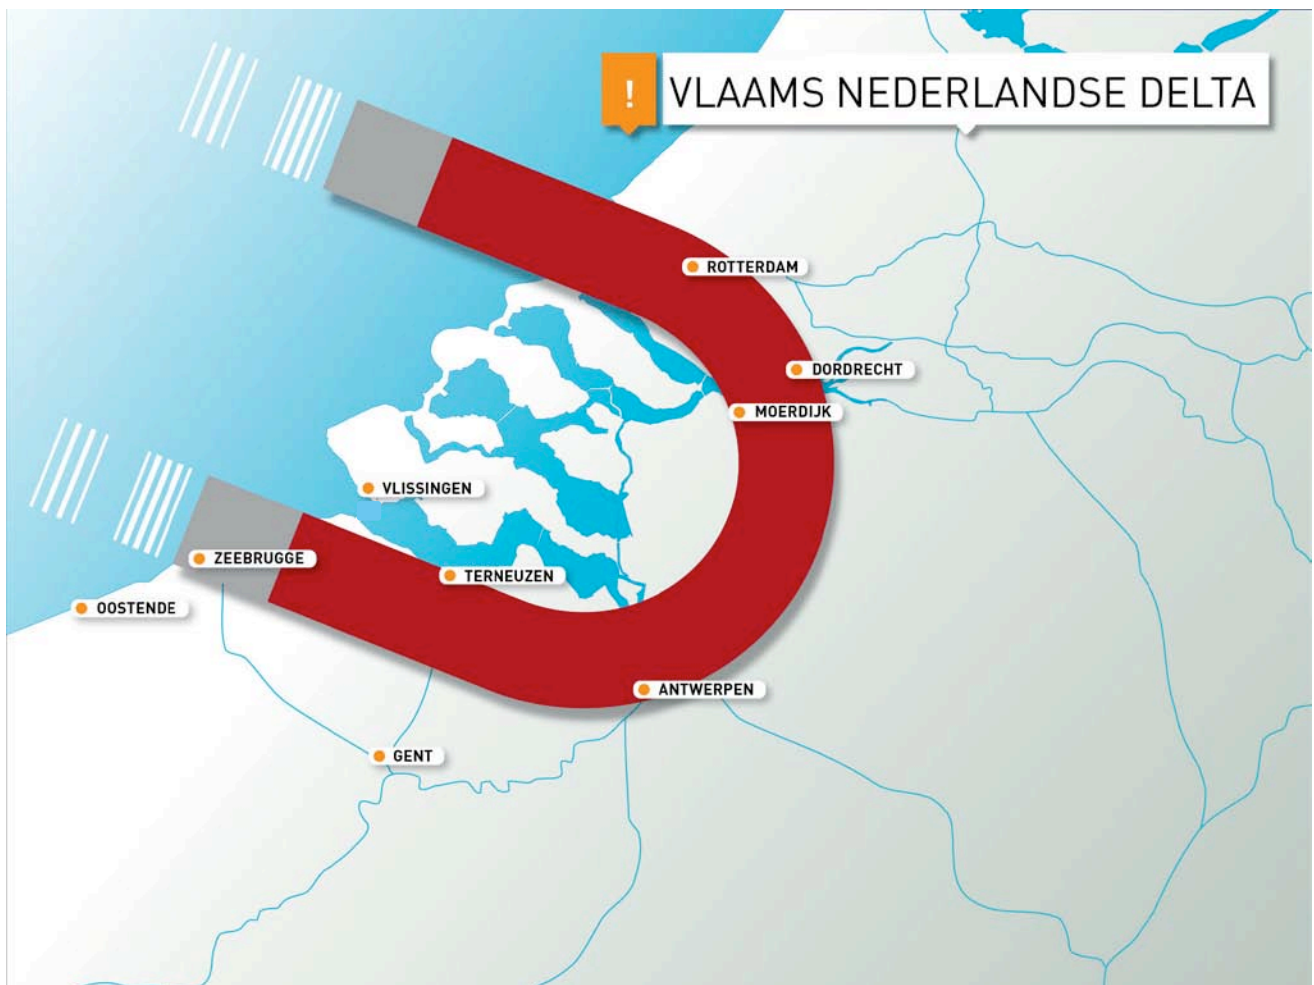 ! VLAAMS NEDERLANDSE DELTA
ROTTERDAM
DORDRECHT
MOERDIJK
VLISSINGEN
ZEEBRUGGE
TERNEUZEN
OOSTENDE
ANTWERPEN
GENT